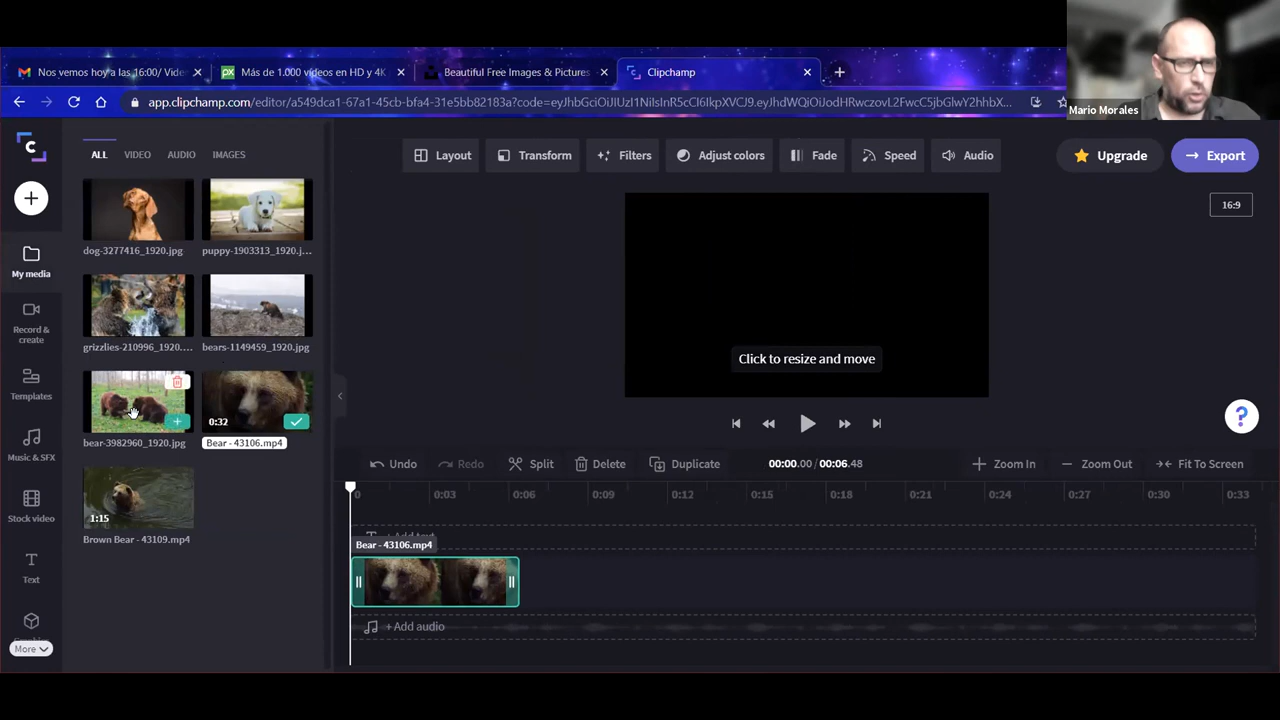 Nos vemos hoy a las 16:00/ Vide
Más de 1.000 vídeos en HD y 4K
Beautiful Free Images & Pictures
Clipchamp
app.clipchamp.com/editor/a549dca1-67a1-45cb-bfa4-31e5bb82183a?code=eyJhbGciOiJIUzI1NiIsInR5cCI6IkpXVCJ9.eyJhdWQiOiJodHRwczovL2FwcC5jbGlwY2hhbX...
Mario Morales
ALL
VIDEO
AUDIO
IMAGES
Layout
Transform
Filters
Adjust colors
Fade
Speed
Audio
Upgrade
Export
16:9
My media
Record &
create
Templates
Music & SFX
Stock video
Text
More
dog-3277416_1920.jpg
puppy-1903313_1920.j...
grizzlies-210996_1920....
bears-1149459_1920.jpg
bear-3982960_1920.jpg
0:32
Bear - 43106.mp4
1:15
Brown Bear - 43109.mp4
Click to resize and move
Undo
Redo
Split
Delete
Duplicate
00:00.00 / 00:06.48
Zoom In
Zoom Out
Fit To Screen
0
0:03
0:06
0:09
0:12
0:15
0:18
0:21
0:24
0:27
0:30
0:33
Bear - 43106.mp4
+ Add audio